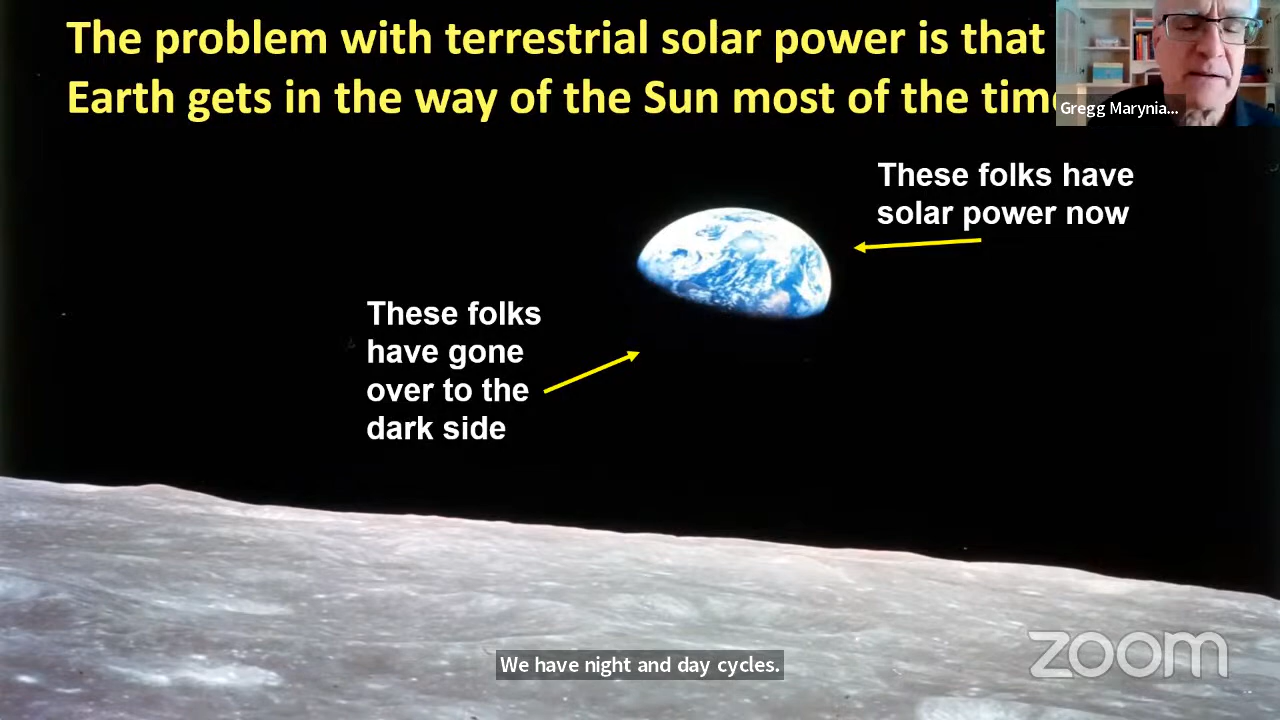 The problem with terrestrial solar power is that
Earth gets in the way of the Sun most of the time
Gregg Marynia...
These folks have
solar power now
These folks
have gone
over to the
dark side
We have night and day cycles.
zoom